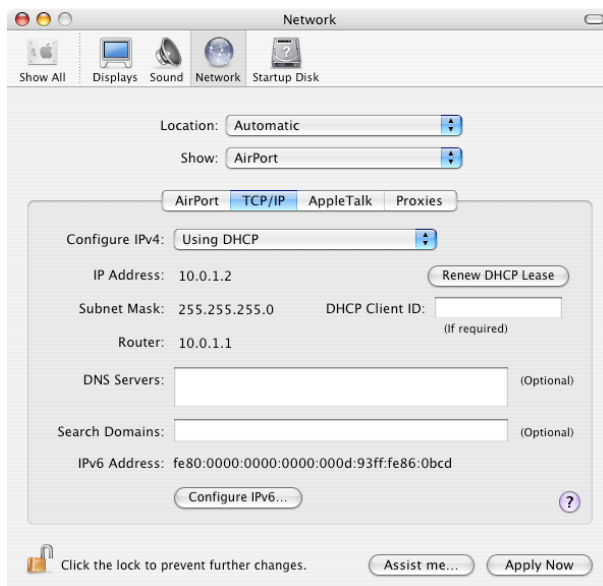 Network
Show All Displays Sound Network Startup Disk
Location: Automatic
Show: AirPort
AirPort TCP/IP AppleTalk Proxies
Configure IPv4: Using DHCP
IP Address: 10.0.1.2 Renew DHCP Lease
Subnet Mask: 255.255.255.0 DHCP Client ID:
(If required)
Router: 10.0.1.1
DNS Servers: (Optional)
Search Domains: (Optional)
IPv6 Address: fe80:0000:0000:0000:000d:93ff:fe86:0bcd
Configure IPv6...
?
Click the lock to prevent further changes. Assist me... Apply Now